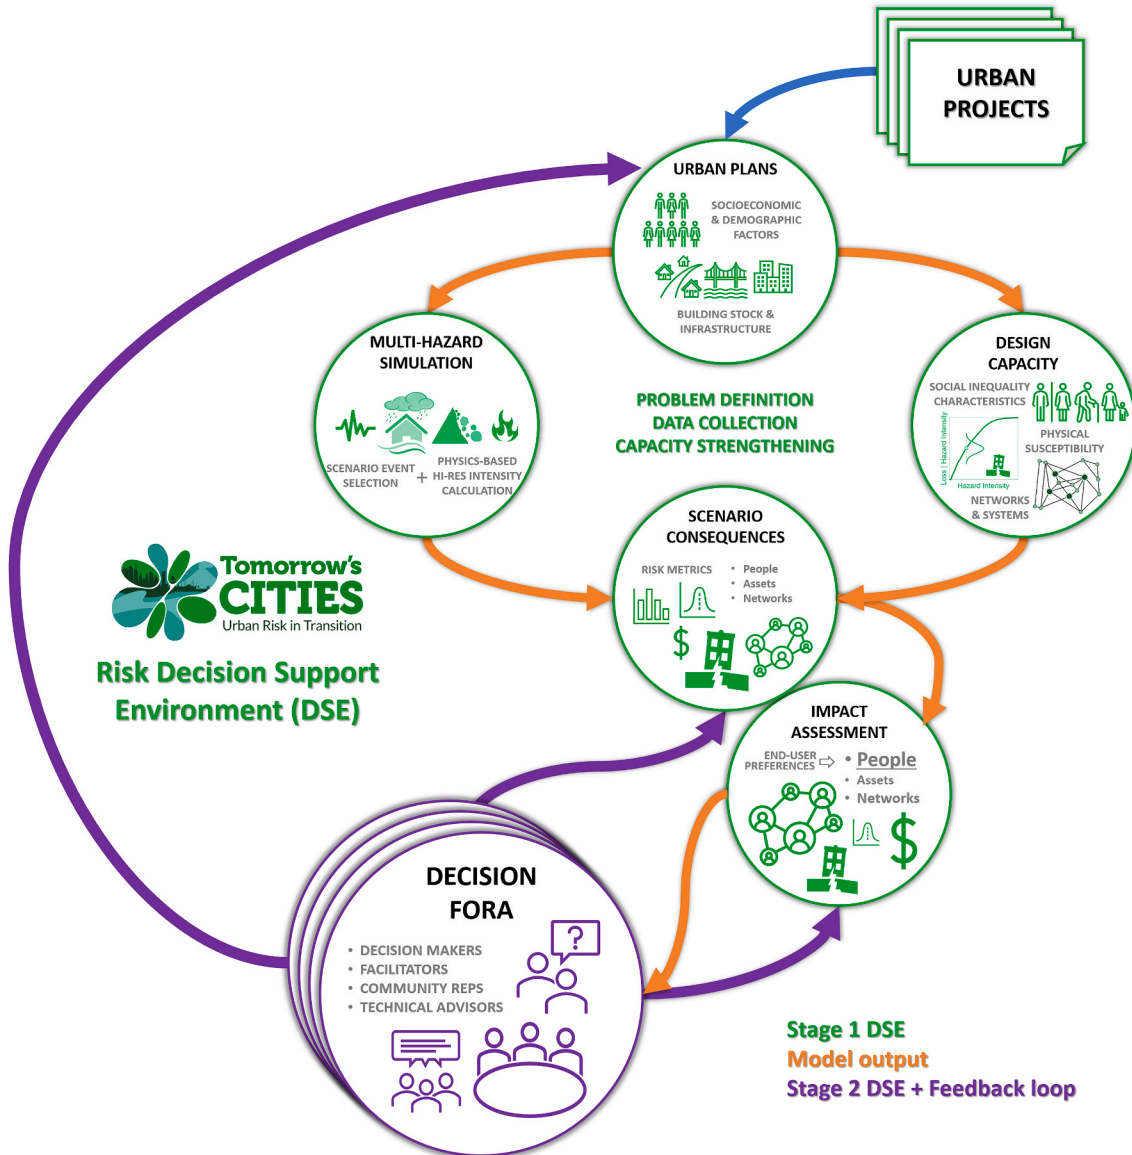 URBAN
PROJECTS
URBAN PLANS
SOCIOECONOMIC
& DEMOGRAPHIC
FACTORS
BUILDING STOCK &
INFRASTRUCTURE
MULTI-HAZARD
SIMULATION
SCENARIO EVENT
SELECTION
+
PHYSICS-BASED
HI-RES INTENSITY
CALCULATION
PROBLEM DEFINITION
DATA COLLECTION
CAPACITY STRENGTHENING
DESIGN
CAPACITY
SOCIAL INEQUALITY
CHARACTERISTICS
Loss | Hazard Intensity
Hazard Intensity
PHYSICAL
SUSCEPTIBILITY
NETWORKS
& SYSTEMS
SCENARIO
CONSEQUENCES
RISK METRICS
• People
• Assets
• Networks
$
Tomorrow's
CITIES
Urban Risk in Transition
Risk Decision Support
Environment (DSE)
IMPACT
ASSESSMENT
END-USER
PREFERENCES
• People
• Assets
• Networks
$
DECISION
FORA
• DECISION MAKERS
• FACILITATORS
• COMMUNITY REPS
• TECHNICAL ADVISORS
?
Stage 1 DSE
Model output
Stage 2 DSE + Feedback loop